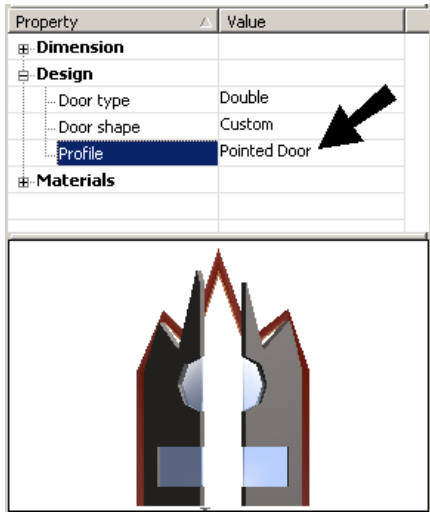 Property Value
Dimension
Design
Door type Double
Door shape Custom
Profile Pointed Door
Materials